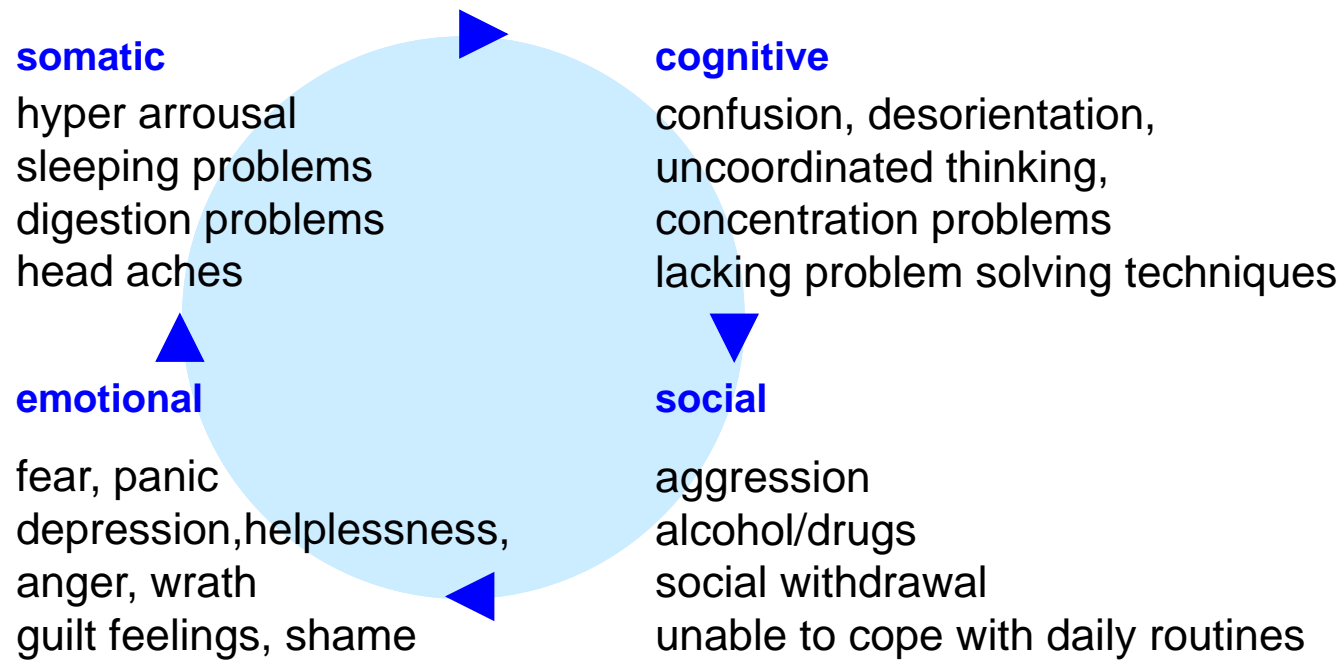 somatic
hyper arrousal
sleeping problems
digestion problems
head aches
cognitive
confusion, desorientation,
uncoordinated thinking,
concentration problems
lacking problem solving techniques
emotional
fear, panic
depression,helplessness,
anger, wrath
guilt feelings, shame
social
aggression
alcohol/drugs
social withdrawal
unable to cope with daily routines